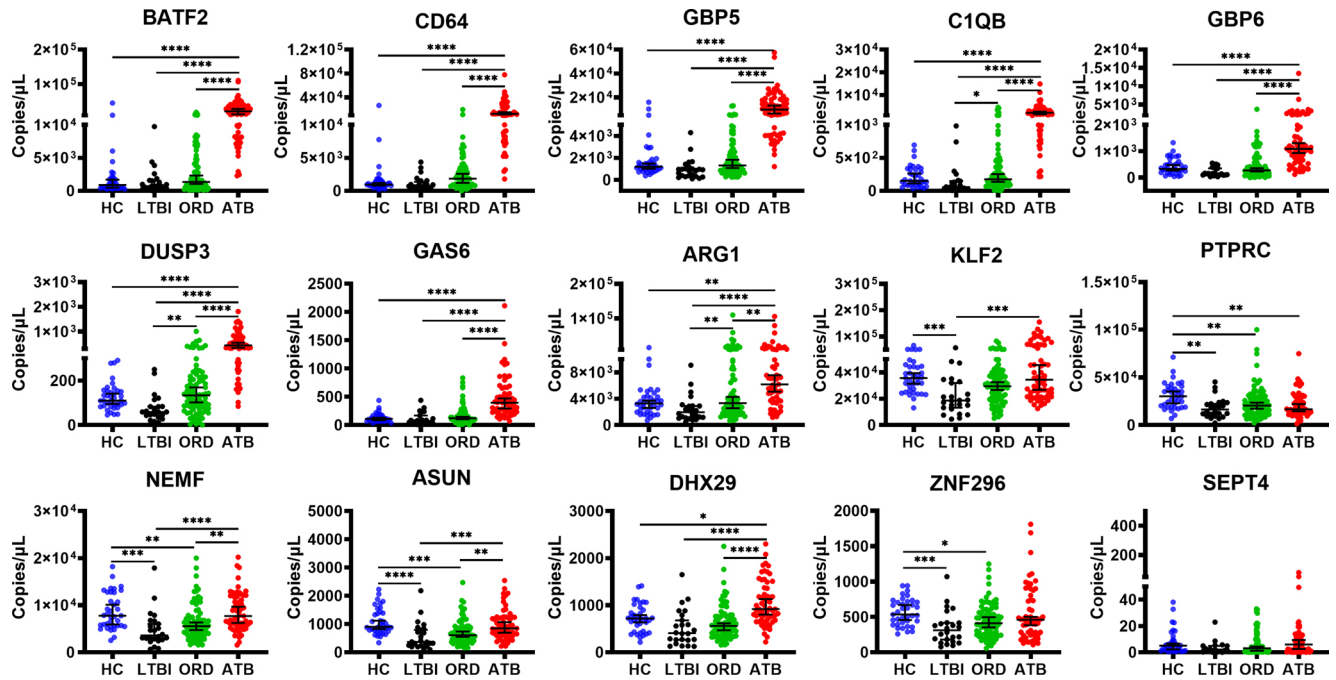 BATF2
Copies/µL
2×10⁵
1×10⁵
1×10⁴
5×10³
0
****
****
****
HC LTBI ORD ATB
CD64
Copies/µL
1.2×10⁵
8×10⁴
4×10⁴
2×10⁴
1×10⁴
5×10³
0
****
****
****
HC LTBI ORD ATB
GBP5
Copies/µL
6×10⁴
4×10⁴
2×10⁴
4×10³
2×10³
0
****
****
****
HC LTBI ORD ATB
C1QB
Copies/µL
3×10⁴
2×10⁴
1×10⁴
1×10³
5×10²
0
****
****
*
****
HC LTBI ORD ATB
GBP6
Copies/µL
2×10⁴
1×10⁴
5×10³
3×10³
2×10³
1×10³
0
****
****
****
HC LTBI ORD ATB
DUSP3
Copies/µL
3×10³
2×10³
1×10³
200
0
****
****
**
****
HC LTBI ORD ATB
GAS6
Copies/µL
2500
2000
1500
1000
500
0
****
****
****
HC LTBI ORD ATB
ARG1
Copies/µL
2×10⁵
1×10⁵
8×10³
4×10³
0
**
****
**
**
HC LTBI ORD ATB
KLF2
Copies/µL
3×10⁵
2×10⁵
1×10⁵
6×10⁴
4×10⁴
2×10⁴
0
***
***
HC LTBI ORD ATB
PTPRC
Copies/µL
1.5×10⁵
1×10⁵
5×10⁴
0
**
**
**
HC LTBI ORD ATB
NEMF
Copies/µL
3×10⁴
2×10⁴
1×10⁴
0
****
**
**
***
HC LTBI ORD ATB
ASUN
Copies/µL
5000
4000
3000
2000
1000
0
***
***
**
****
HC LTBI ORD ATB
DHX29
Copies/µL
3000
2000
1000
0
*
****
****
HC LTBI ORD ATB
ZNF296
Copies/µL
2000
1500
1000
500
0
*
***
HC LTBI ORD ATB
SEPT4
Copies/µL
400
200
40
20
0
HC LTBI ORD ATB